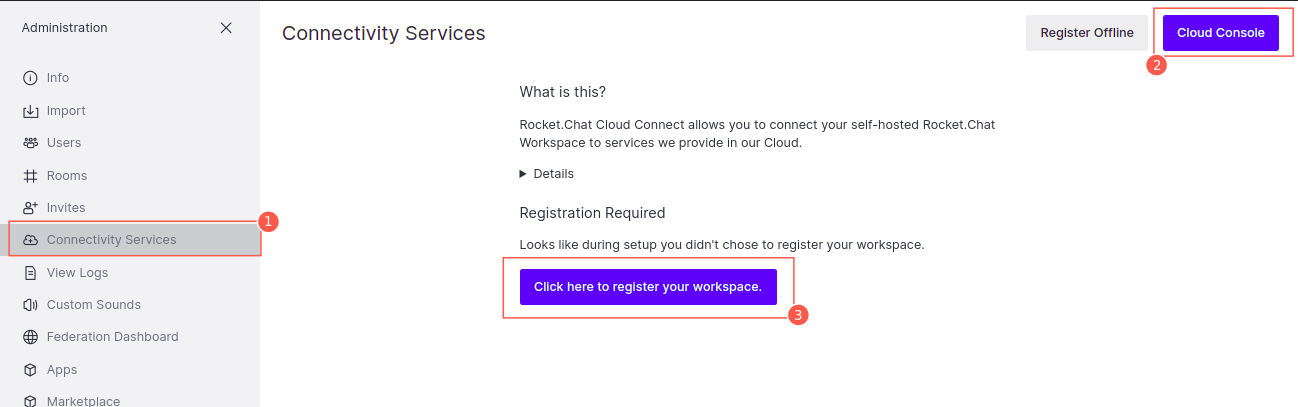 Administration
Info
Import
Users
Rooms
Invites
Connectivity Services
1
View Logs
Custom Sounds
Federation Dashboard
Apps
Marketplace
Connectivity Services
Register Offline
Cloud Console
2
What is this?
Rocket.Chat Cloud Connect allows you to connect your self-hosted Rocket.Chat
Workspace to services we provide in our Cloud.
Details
Registration Required
Looks like during setup you didn't chose to register your workspace.
Click here to register your workspace.
3